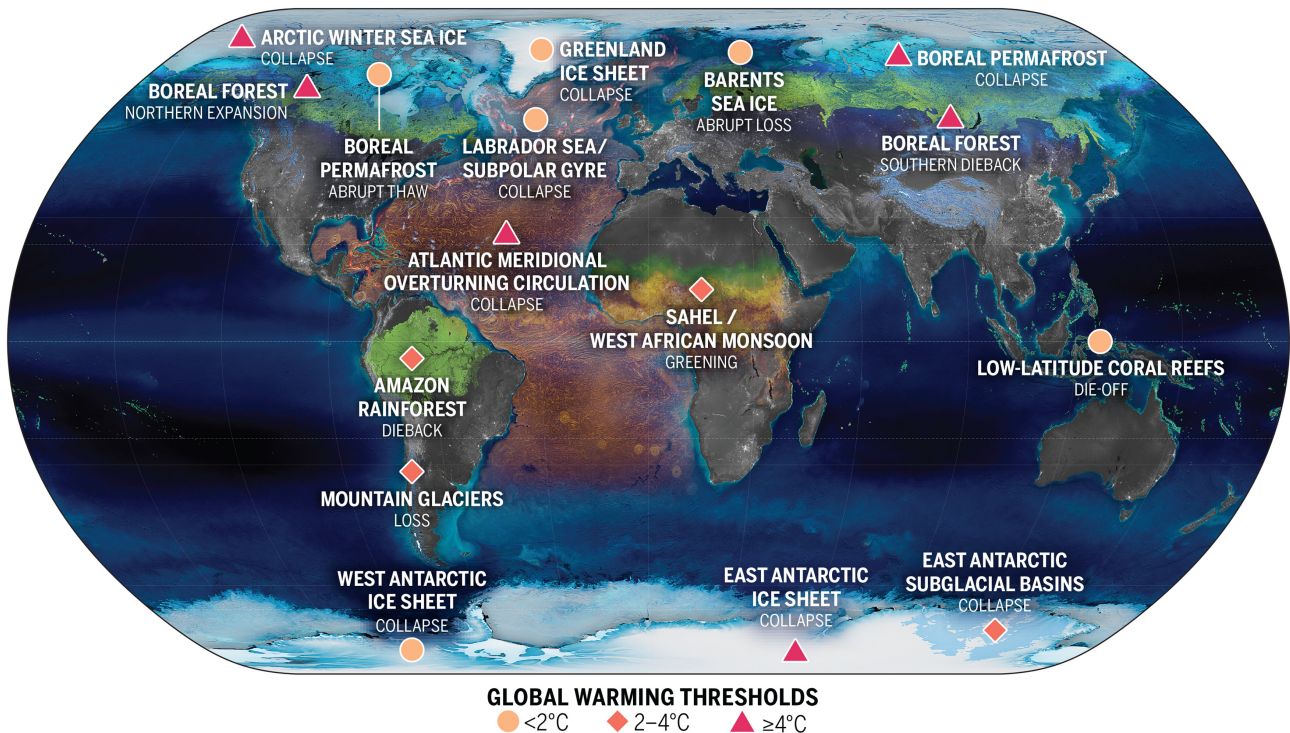 ARCTIC WINTER SEA ICE
COLLAPSE
BOREAL FOREST
NORTHERN EXPANSION
BOREAL
PERMAFROST
ABRUPT THAW
GREENLAND
ICE SHEET
COLLAPSE
LABRADOR SEA/
SUBPOLAR GYRE
COLLAPSE
BARENTS
SEA ICE
ABRUPT LOSS
BOREAL PERMAFROST
COLLAPSE
BOREAL FOREST
SOUTHERN DIEBACK
ATLANTIC MERIDIONAL
OVERTURNING CIRCULATION
COLLAPSE
SAHEL /
WEST AFRICAN MONSOON
GREENING
LOW-LATITUDE CORAL REEFS
DIE-OFF
AMAZON
RAINFOREST
DIEBACK
MOUNTAIN GLACIERS
LOSS
WEST ANTARCTIC
ICE SHEET
COLLAPSE
EAST ANTARCTIC
ICE SHEET
COLLAPSE
EAST ANTARCTIC
SUBGLACIAL BASINS
COLLAPSE
GLOBAL WARMING THRESHOLDS
<2°C 2–4°C ≥4°C